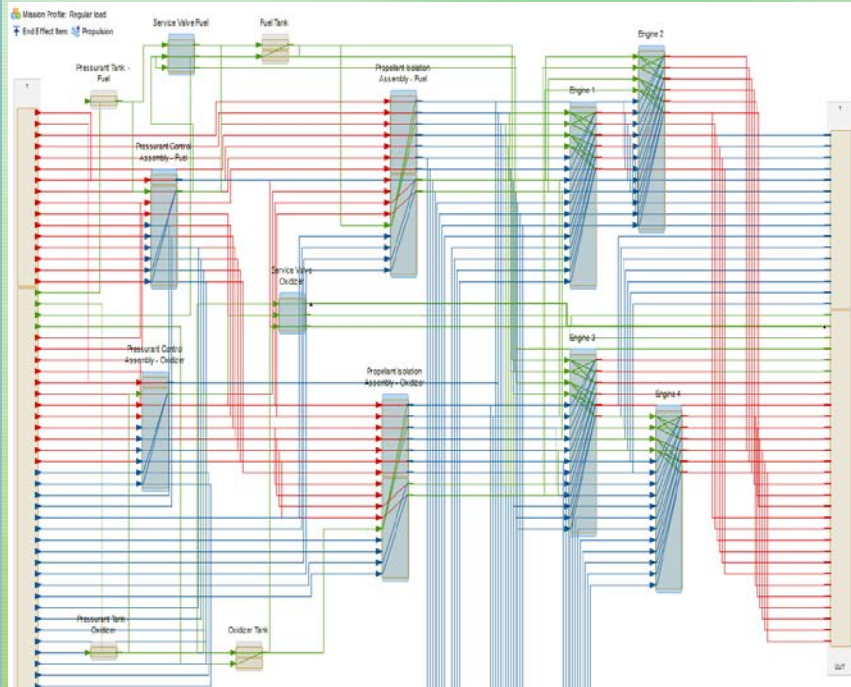 Mission Profile: Regular load
End Effect Item: Propulsion
Service Valve Fuel
Fuel Tank
Engine 2
Pressurant Tank -
Fuel
Propellant Isolation
Assembly - Fuel
1
Engine 1
1
Pressurant Control
Assembly - Fuel
Service Valve
Oxidizer
Engine 3
Pressurant Control
Assembly - Oxidizer
Propellant Isolation
Assembly - Oxidizer
Engine 4
Pressurant Tank -
Oxidizer
Oxidizer Tank
OUT